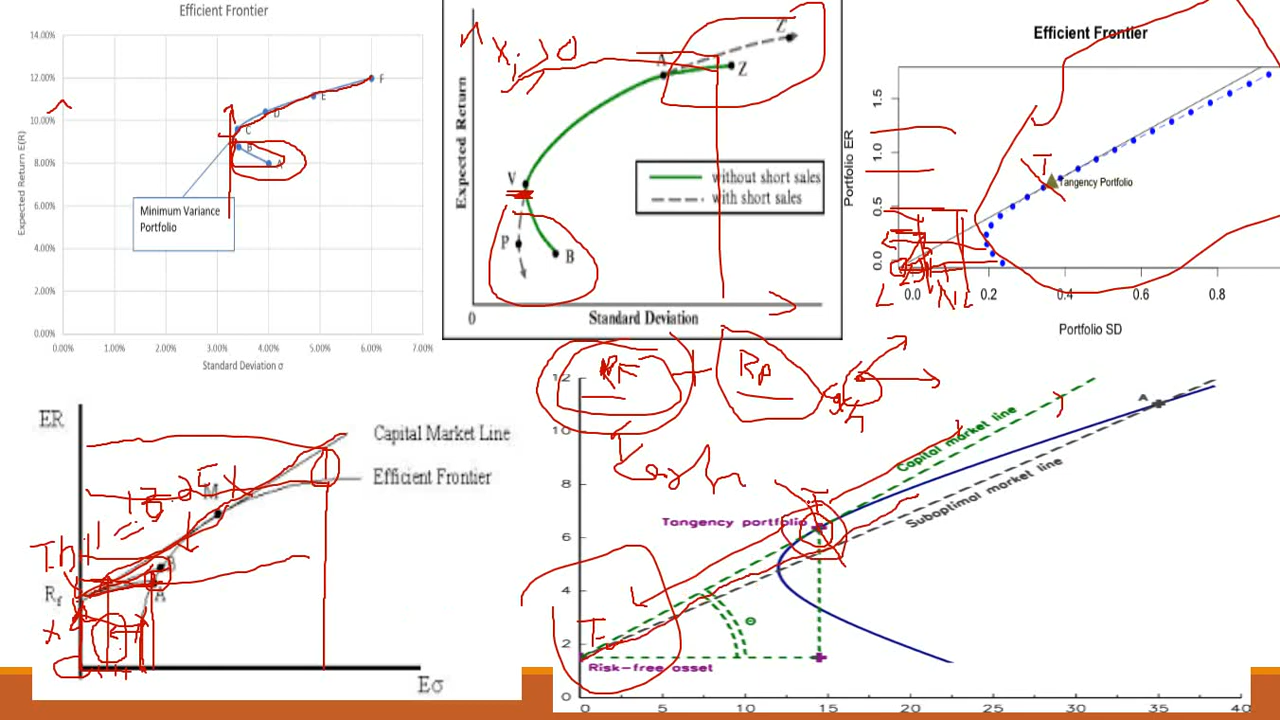 Efficient Frontier
14.00%
12.00%
10.00%
8.00%
6.00%
4.00%
2.00%
0.00%
Expected Return E(R)
F
E
D
C
B
A
Minimum Variance
Portfolio
0.00% 1.00% 2.00% 3.00% 4.00% 5.00% 6.00% 7.00%
Standard Deviation σ
Expected Return
Z'
A
Z
V
P
B
without short sales
with short sales
0
Standard Deviation
Efficient Frontier
Portfolio ER
1.5
1.0
0.5
0.0
T
Tangency Portfolio
0.0 0.2 0.4 0.6 0.8
Portfolio SD
ER
Capital Market Line
Efficient Frontier
M
B
A
Rf
Eσ
RF + Rp
Cash
12
10
8
6
4
2
0
A
Capital market line
Suboptimal market line
Tangency portfolio
T
Θ
Risk-free asset
0 5 10 15 20 25 30 35 40